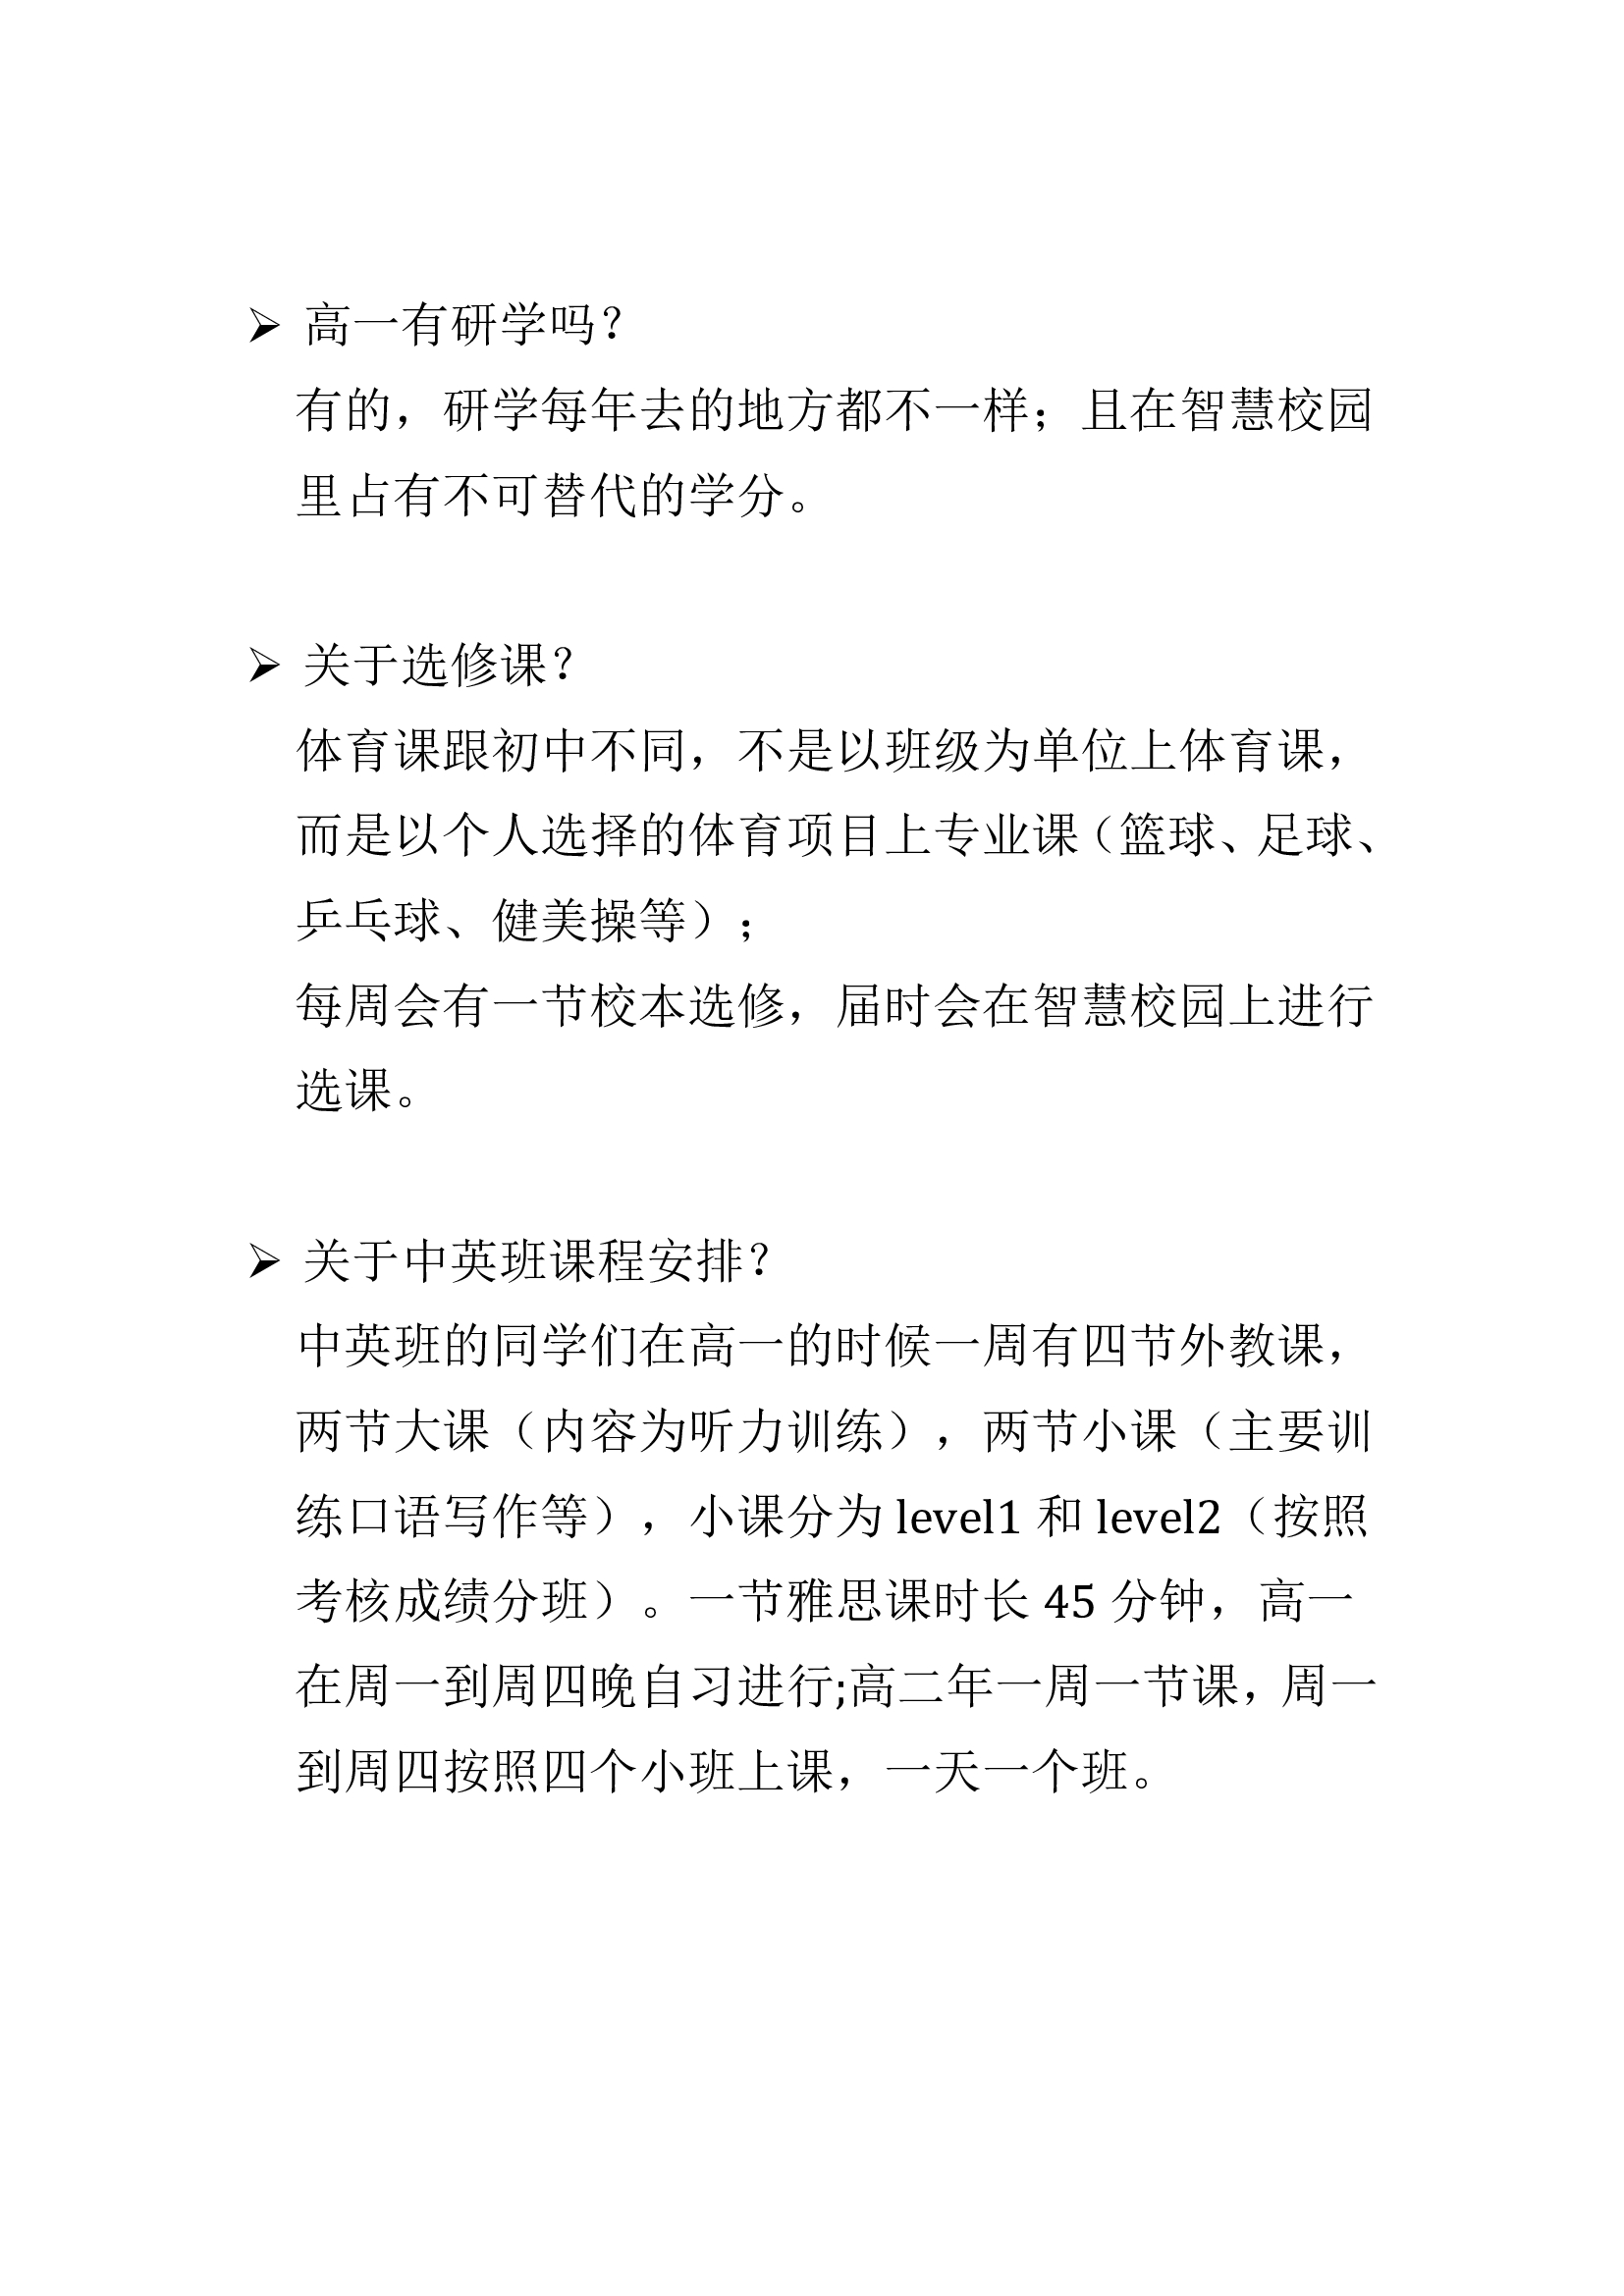 ➢ 高一有研学吗？
有的，研学每年去的地方都不一样；且在智慧校园
里占有不可替代的学分。
➢ 关于选修课？
体育课跟初中不同，不是以班级为单位上体育课，
而是以个人选择的体育项目上专业课（篮球、足球、
乒乓球、健美操等）；
每周会有一节校本选修，届时会在智慧校园上进行
选课。
➢ 关于中英班课程安排？
中英班的同学们在高一的时候一周有四节外教课，
两节大课（内容为听力训练），两节小课（主要训
练口语写作等），小课分为 level1 和 level2（按照
考核成绩分班）。一节雅思课时长 45 分钟，高一
在周一到周四晚自习进行;高二年一周一节课，周一
到周四按照四个小班上课，一天一个班。